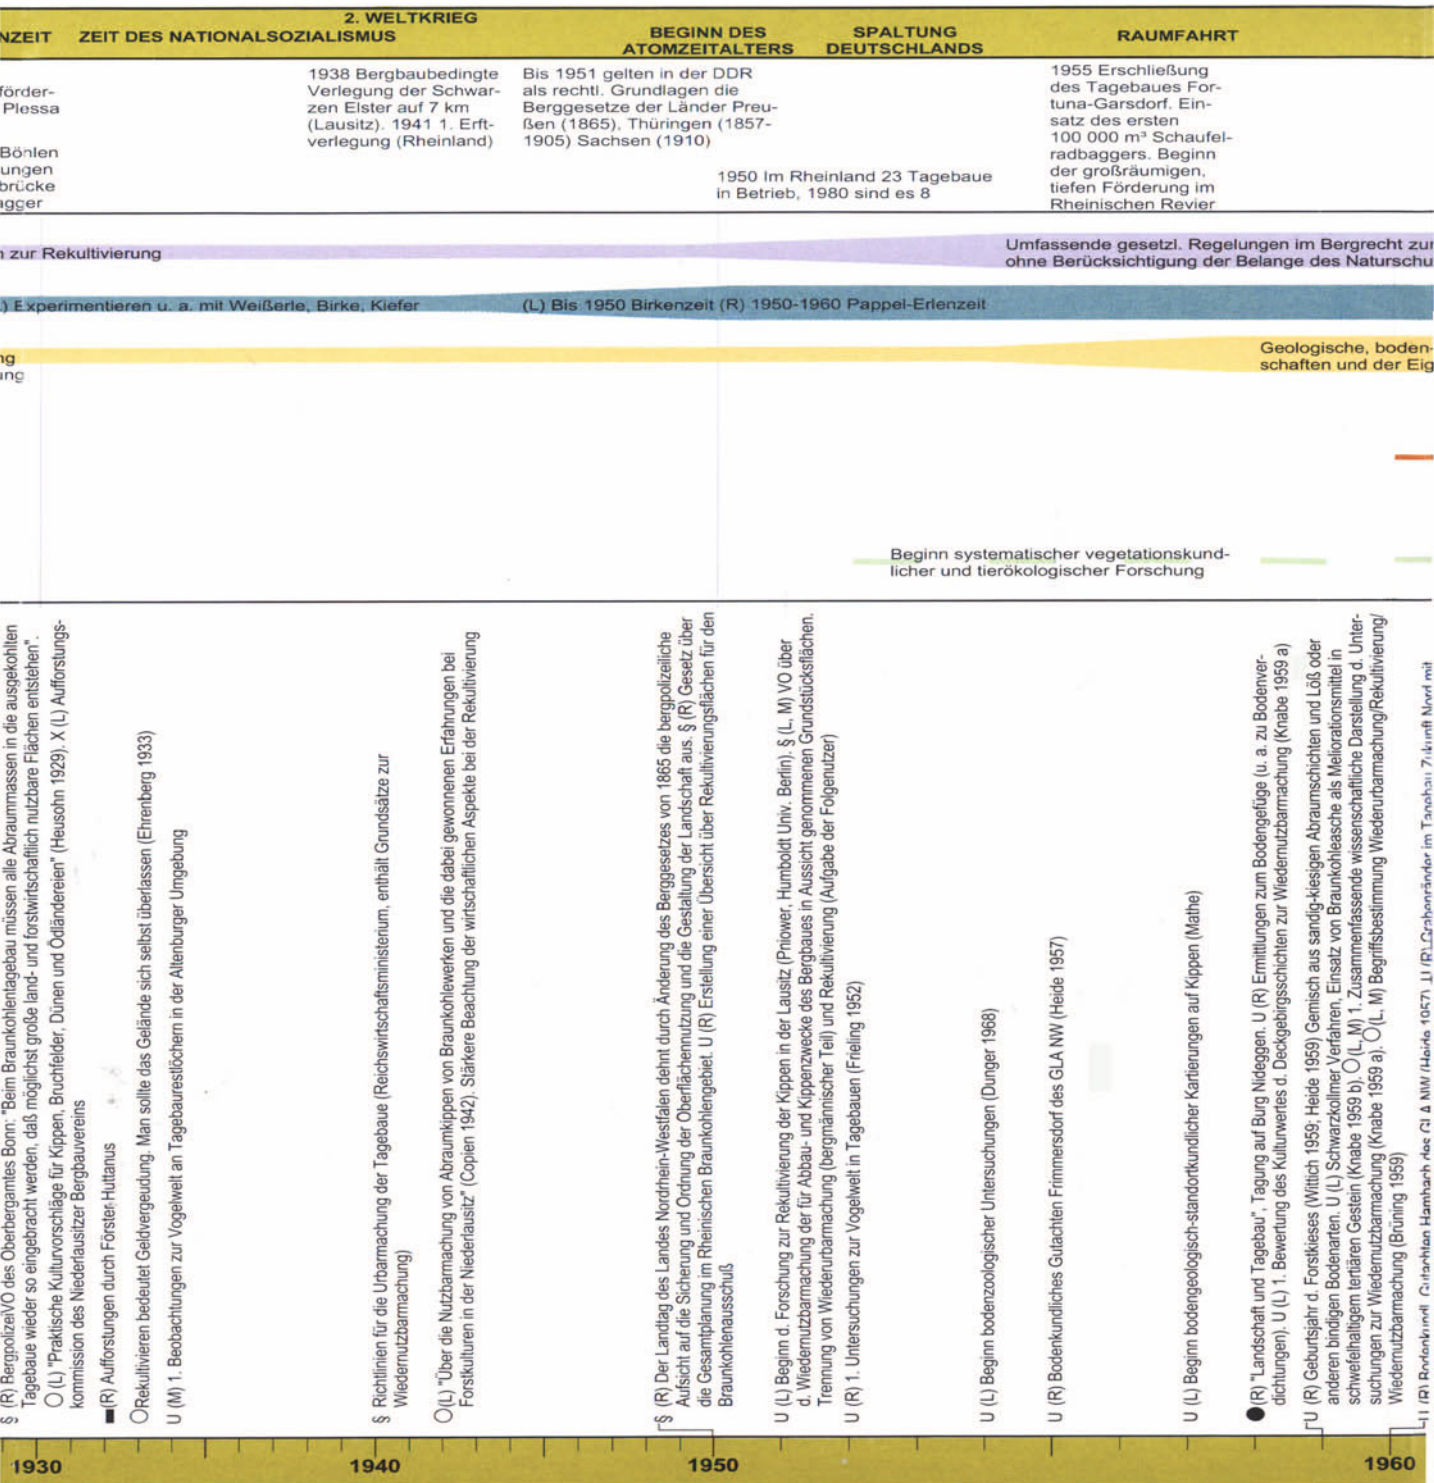 NZEIT
ZEIT DES NATIONALSOZIALISMUS
2. WELTKRIEG
BEGINN DES
ATOMZEITALTERS
SPALTUNG
DEUTSCHLANDS
RAUMFAHRT
förder-
Plessa
Böhlen
ungen
brücke
agger
1938 Bergbaubedingte
Verlegung der Schwar-
zen Elster auf 7 km
(Lausitz). 1941 1. Erft-
verlegung (Rheinland)
Bis 1951 gelten in der DDR
als rechtl. Grundlagen die
Berggesetze der Länder Preu-
ßen (1865), Thüringen (1857-
1905) Sachsen (1910)
1950 Im Rheinland 23 Tagebaue
in Betrieb, 1980 sind es 8
1955 Erschließung
des Tagebaues For-
tuna-Garsdorf. Ein-
satz des ersten
100 000 m³ Schaufel-
radbaggers. Beginn
der großräumigen,
tiefen Förderung im
Rheinischen Revier
n zur Rekultivierung
Umfassende gesetzl. Regelungen im Bergrecht zur
ohne Berücksichtigung der Belange des Naturschu
.) Experimentieren u. a. mit Weißerle, Birke, Kiefer
(L) Bis 1950 Birkenzeit (R) 1950-1960 Pappel-Erlenzeit
ng
ung
Geologische, boden-
schaften und der Eig
Beginn systematischer vegetationskund-
licher und tierökologischer Forschung
§ (R) BergpolizeiVO des Oberbergamtes Bonn: "Beim Braunkohlentagebau müssen alle Abraummassen in die ausgekohlten
Tagebaue wieder so eingebracht werden, daß möglichst große land- und forstwirtschaftlich nutzbare Flächen entstehen".
O (L) "Praktische Kulturvorschläge für Kippen, Bruchfelder, Dünen und Ödländereien" (Heusohn 1929). X (L) Aufforstungs-
kommission des Niederlausitzer Bergbauvereins
(R) Aufforstungen durch Förster Huttanus
O Rekultivieren bedeutet Geldvergeudung. Man sollte das Gelände sich selbst überlassen (Ehrenberg 1933)
U (M) 1. Beobachtungen zur Vogelwelt an Tagebaurestlöchern in der Altenburger Umgebung
§ Richtlinien für die Urbarmachung der Tagebaue (Reichswirtschaftsministerium, enthält Grundsätze zur
Wiedernutzbarmachung)
O (L) "Über die Nutzbarmachung von Abraumkippen von Braunkohlewerken und die dabei gewonnenen Erfahrungen bei
Forstkulturen in der Niederlausitz" (Copien 1942). Stärkere Beachtung der wirtschaftlichen Aspekte bei der Rekultivierung
§ (R) Der Landtag des Landes Nordrhein-Westfalen dehnt durch Änderung des Berggesetzes von 1865 die bergpolizeiliche
Aufsicht auf die Sicherung und Ordnung der Oberflächennutzung und die Gestaltung der Landschaft aus. § (R) Gesetz über
die Gesamtplanung im Rheinischen Braunkohlengebiet. U (R) Erstellung einer Übersicht über Rekultivierungsflächen für den
Braunkohlenausschuß
U (L) Beginn d. Forschung zur Rekultivierung der Kippen in der Lausitz (Pniower, Humboldt Univ. Berlin). § (L, M) VO über
d. Wiedernutzbarmachung der für Abbau- und Kippenzwecke des Bergbaues in Aussicht genommenen Grundstücksflächen.
Trennung von Wiederurbarmachung (bergmännischer Teil) und Rekultivierung (Aufgabe der Folgenutzer)
U (R) 1. Untersuchungen zur Vogelwelt in Tagebauen (Frieling 1952)
U (L) Beginn bodenzoologischer Untersuchungen (Dunger 1968)
U (R) Bodenkundliches Gutachten Frimmersdorf des GLA NW (Heide 1957)
U (L) Beginn bodengeologisch-standortkundlicher Kartierungen auf Kippen (Mathe)
(R) "Landschaft und Tagebau", Tagung auf Burg Nideggen. U (R) Ermittlungen zum Bodengefüge (u. a. zu Bodenver-
dichtungen). U (L) 1. Bewertung des Kulturwertes d. Deckgebirgsschichten zur Wiedernutzbarmachung (Knabe 1959 a)
U (R) Geburtsjahr d. Forstkieses (Wittich 1959; Heide 1959) Gemisch aus sandig-kiesigen Abraumschichten und Löß oder
anderen bindigen Bodenarten. U (L) Schwarzkollmer Verfahren, Einsatz von Braunkohleasche als Meliorationsmittel in
schwefelhaltigem tertiären Gestein (Knabe 1959 b). O (L, M) 1. Zusammenfassende wissenschaftliche Darstellung d. Unter-
suchungen zur Wiedernutzbarmachung (Knabe 1959 a). O (L, M) Begriffsbestimmung Wiederurbarmachung/Rekultivierung/
Wiedernutzbarmachung (Brüning 1959)
U (R) Bodenkundl. Gutachten Hambach des GLA NW (Heide 1957). U (R) Grabenränder im Tagebau Zukunft Nord mit
1930
1940
1950
1960